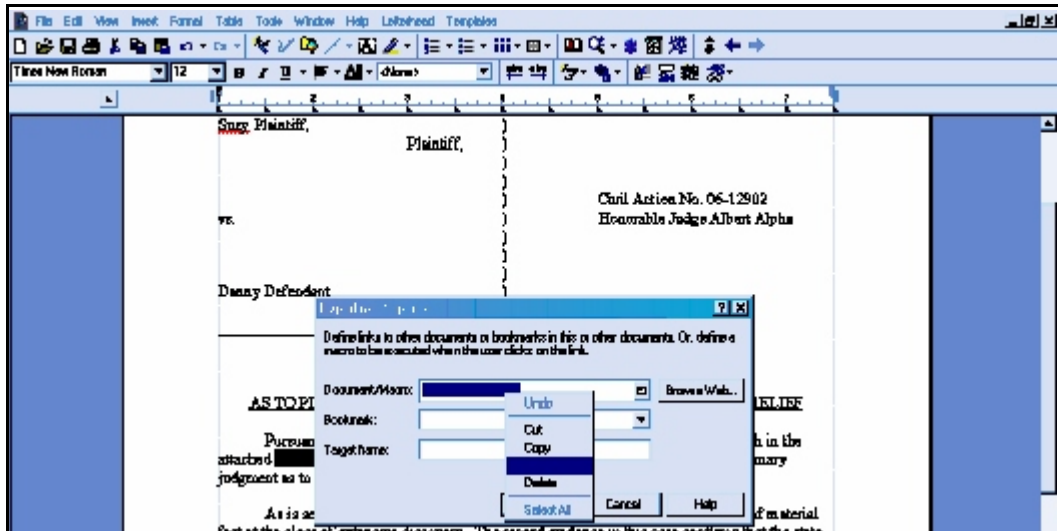 File Edit View Insert Format Table Tools Window Help Letterhead Templates
Times New Roman 12 <None>
Suzy Plaintiff,
Plaintiff,
Civil Action No. 06-12902
Honorable Judge Albert Alpha
vs.
Danny Defendant
Define links to other documents or bookmarks in this or other documents. Or, define a
macro to be executed when the user clicks on the link.
Document/Macro: Browse Web...
Bookmark:
Target frame:
Undo
Cut
Copy
Delete
Select All
Cancel Help
AS TO PL
RELIEF
Pursuan
h in the
attached
mary
judgment as to
As is se
of material